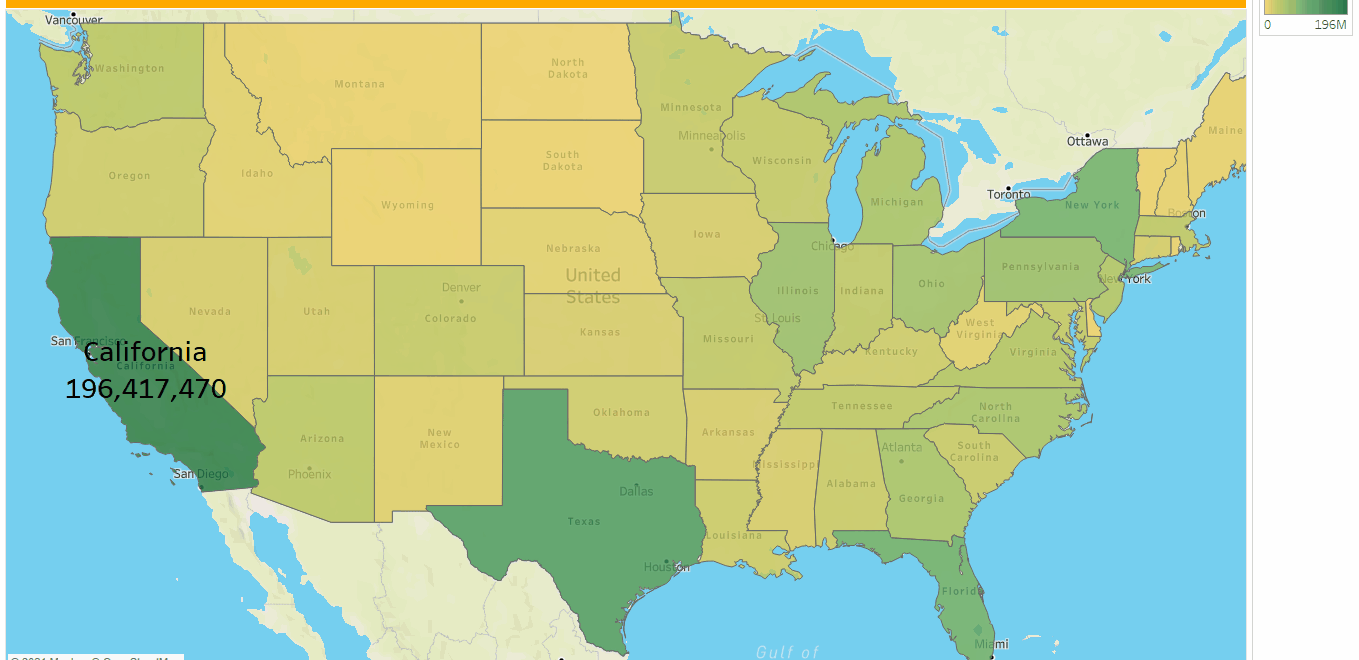 0 196M
Vancouver
Washington
Montana
North
Dakota
Minnesota
Minneapolis
Maine
Ottawa
Oregon
Idaho
South
Dakota
Wisconsin
Wyoming
Michigan
Toronto
New York
Boston
Iowa
Chicago
Nebraska
United
States
Pennsylvania
New York
Denver
Colorado
Nevada
Utah
Illinois
Indiana
Ohio
St Louis
Kansas
Missouri
West
Virginia
Virginia
Kentucky
San Francisco
California
California
196,417,470
Oklahoma
Tennessee
North
Carolina
Arizona
New
Mexico
Arkansas
Atlanta
South
Carolina
Phoenix
San Diego
Mississippi
Alabama
Georgia
Dallas
Texas
Louisiana
Houston
Florida
Miami
Gulf of